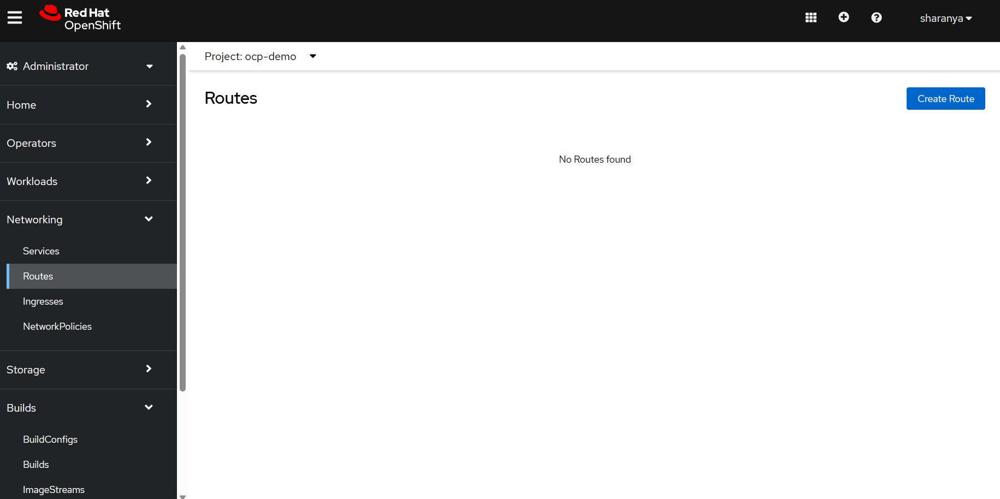 Red Hat
OpenShift
sharanya
Administrator
Home
Operators
Workloads
Networking
Services
Routes
Ingresses
NetworkPolicies
Storage
Builds
BuildConfigs
Builds
ImageStreams
Project: ocp-demo
Routes
Create Route
No Routes found